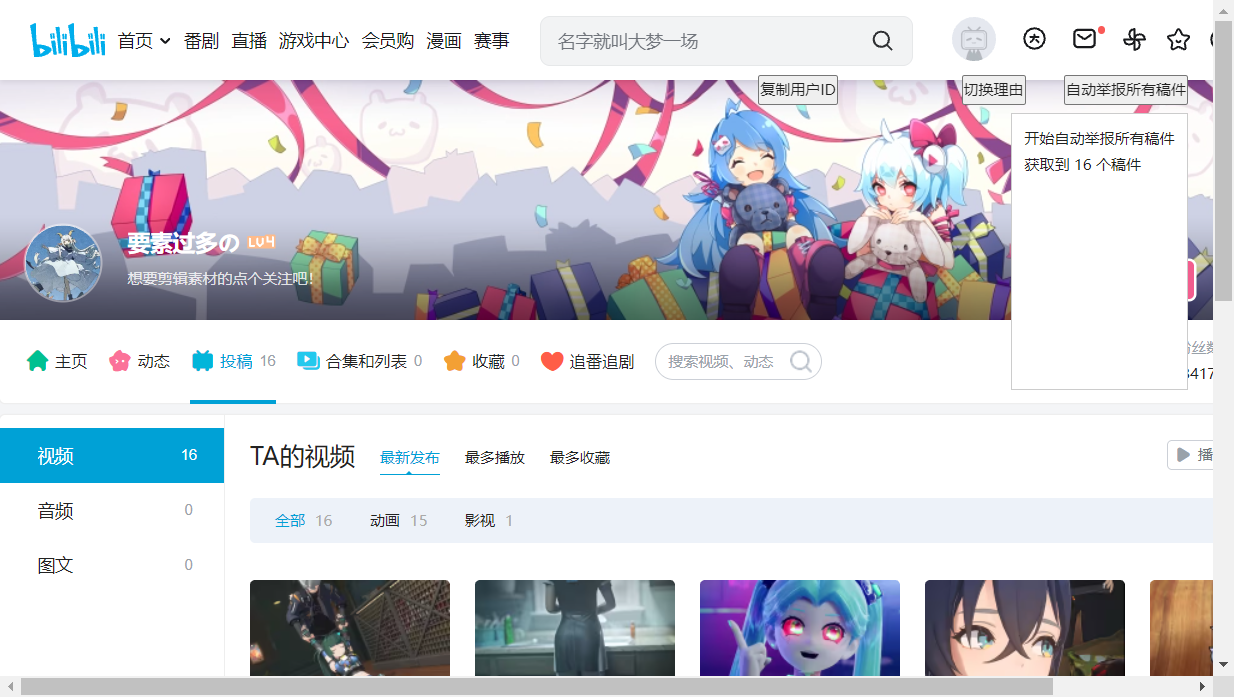 bilibili
首页 番剧 直播 游戏中心 会员购 漫画 赛事
名字就叫大梦一场
复制用户ID 切换理由 自动举报所有稿件
开始自动举报所有稿件
获取到 16 个稿件
要素过多の LV4
想要剪辑素材的点个关注吧！
主页 动态 投稿 16 合集和列表 0 收藏 0 追番追剧 搜索视频、动态
丝数
3417
视频 16
音频 0
图文 0
TA的视频 最新发布 最多播放 最多收藏 播
全部 16 动画 15 影视 1